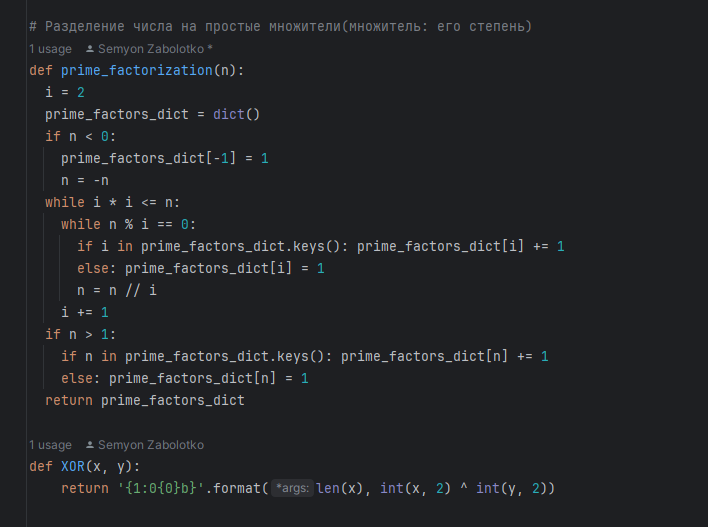 # Разделение числа на простые множители(множитель: его степень)
1 usage Semyon Zabolotko *
def prime_factorization(n):
  i = 2
  prime_factors_dict = dict()
  if n < 0:
    prime_factors_dict[-1] = 1
    n = -n
  while i * i <= n:
    while n % i == 0:
      if i in prime_factors_dict.keys(): prime_factors_dict[i] += 1
      else: prime_factors_dict[i] = 1
      n = n // i
    i += 1
  if n > 1:
    if n in prime_factors_dict.keys(): prime_factors_dict[n] += 1
    else: prime_factors_dict[n] = 1
  return prime_factors_dict
1 usage Semyon Zabolotko
def XOR(x, y):
    return '{1:0{0}b}'.format( *args: len(x), int(x, 2) ^ int(y, 2))